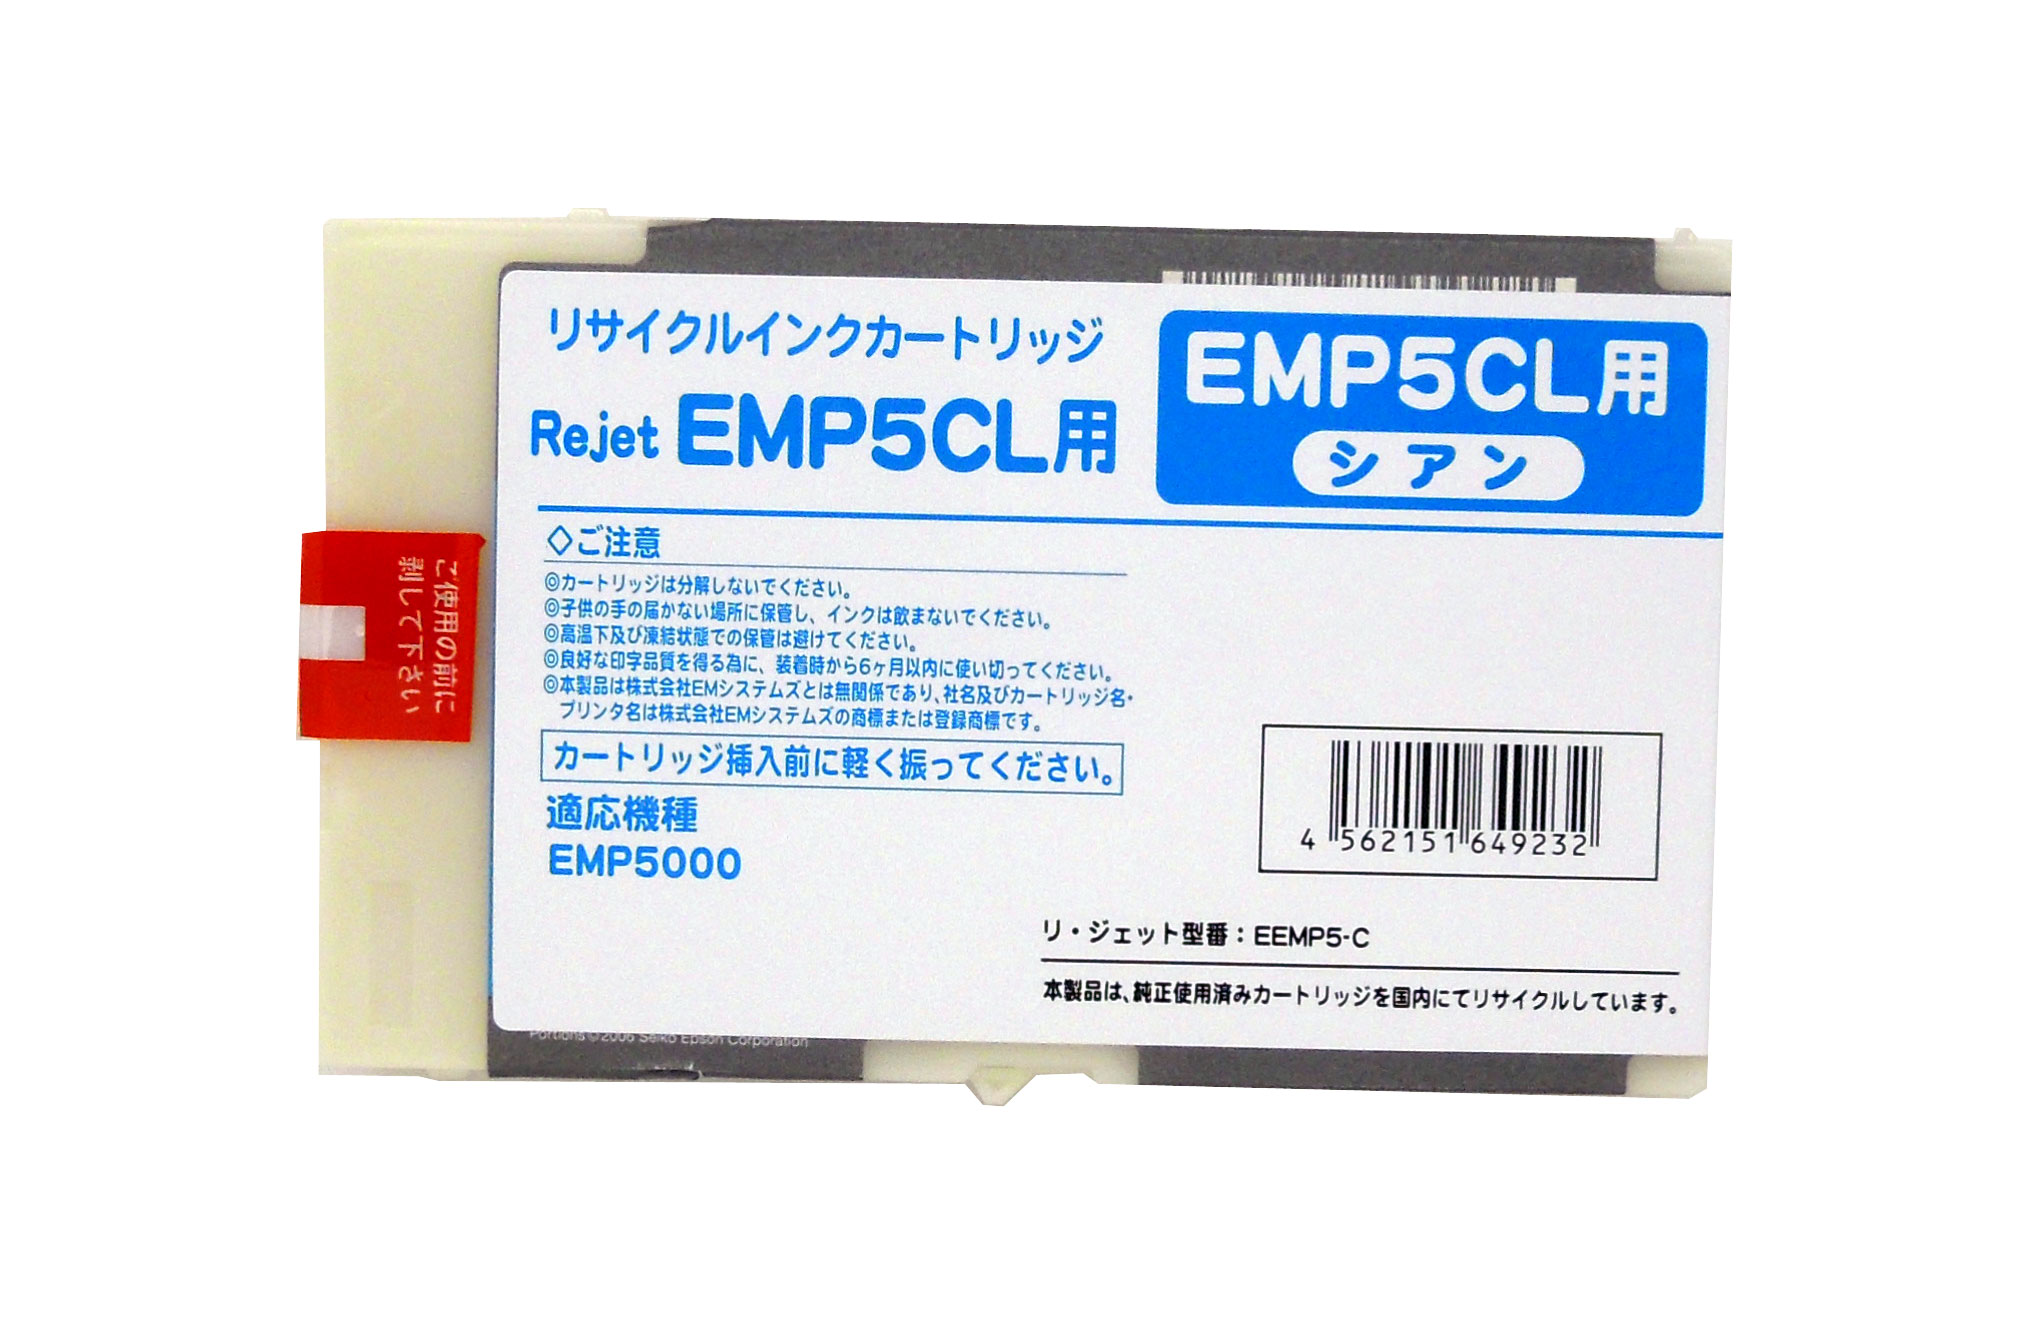 リサイクルインクカートリッジ
Rejet EMP5CL用
EMP5CL用
シアン
◇ご注意
◎カートリッジは分解しないでください。
◎子供の手の届かない場所に保管し、インクは飲まないでください。
◎高温下及び凍結状態での保管は避けてください。
◎良好な印字品質を得る為に、装着時から6ヶ月以内に使い切ってください。
◎本製品は株式会社EMシステムズとは無関係であり、社名及びカートリッジ名・
プリンタ名は株式会社EMシステムズの商標または登録商標です。
カートリッジ挿入前に軽く振ってください。
適応機種
EMP5000
4 562151 649232
リ・ジェット型番：EEMP5-C
本製品は、純正使用済みカートリッジを国内にてリサイクルしています。
ご使用の前に
剥して下さい
Portions©2006 Seiko Epson Corporation